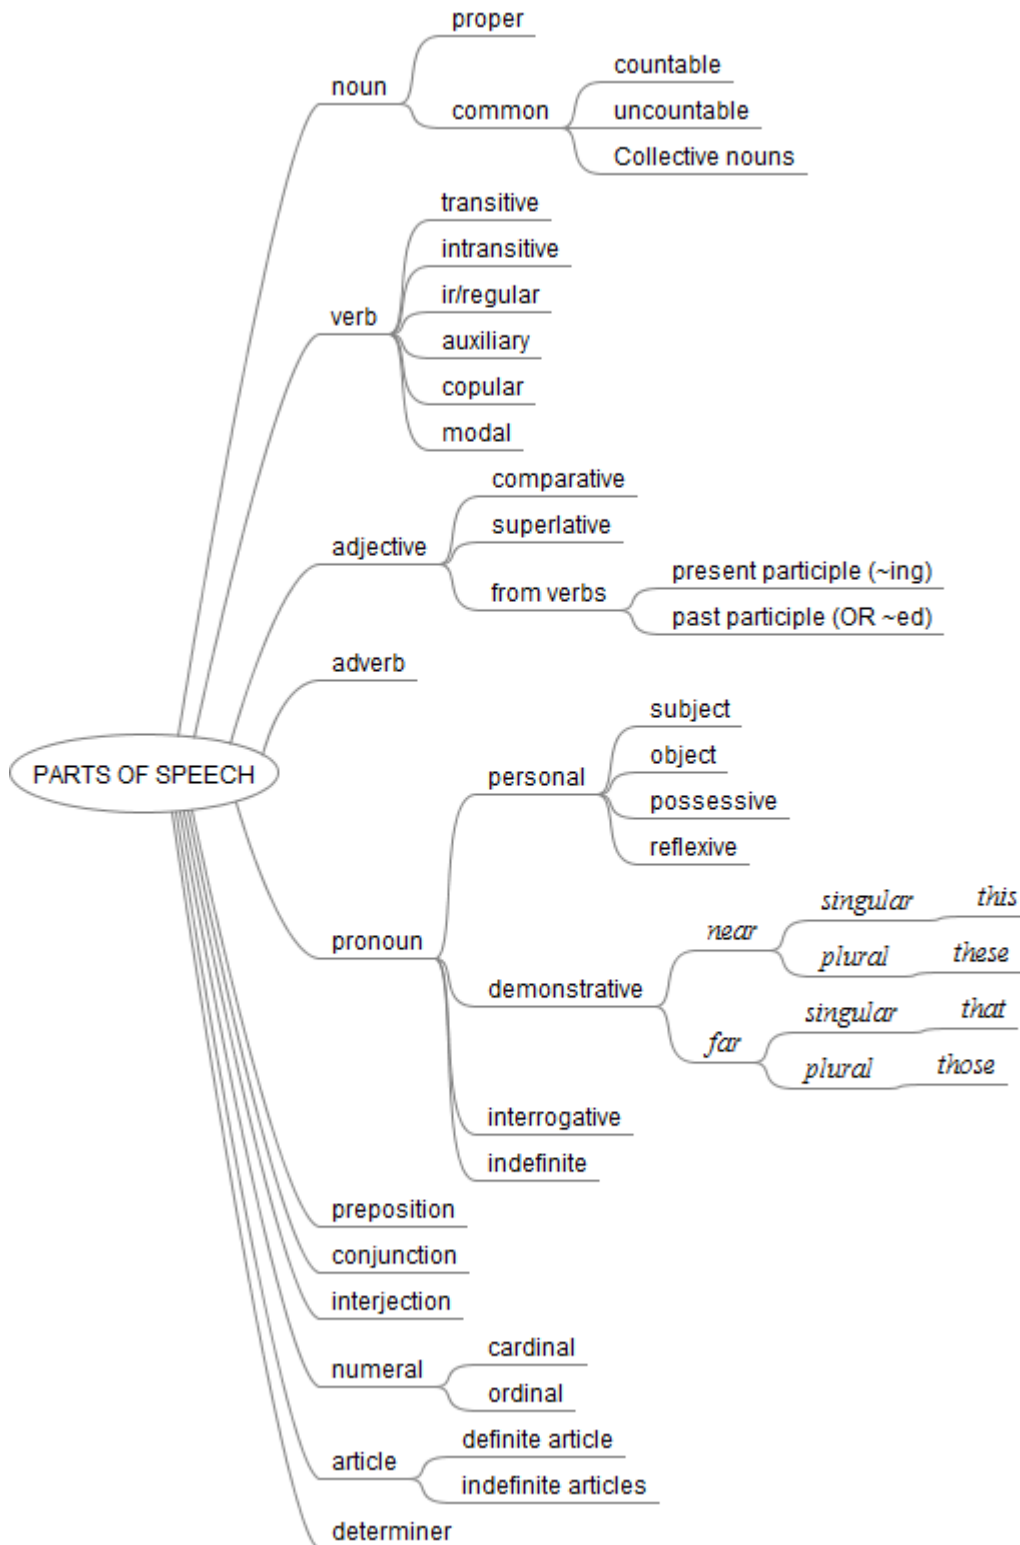 proper
noun
countable
common
uncountable
Collective nouns
transitive
intransitive
ir/regular
verb
auxiliary
copular
modal
comparative
superlative
adjective
present participle (~ing)
from verbs
past participle (OR ~ed)
adverb
subject
PARTS OF SPEECH
object
personal
possessive
reflexive
singular this
near
pronoun
plural these
demonstrative
singular that
far
plural those
interrogative
indefinite
preposition
conjunction
interjection
cardinal
numeral
ordinal
definite article
article
indefinite articles
determiner